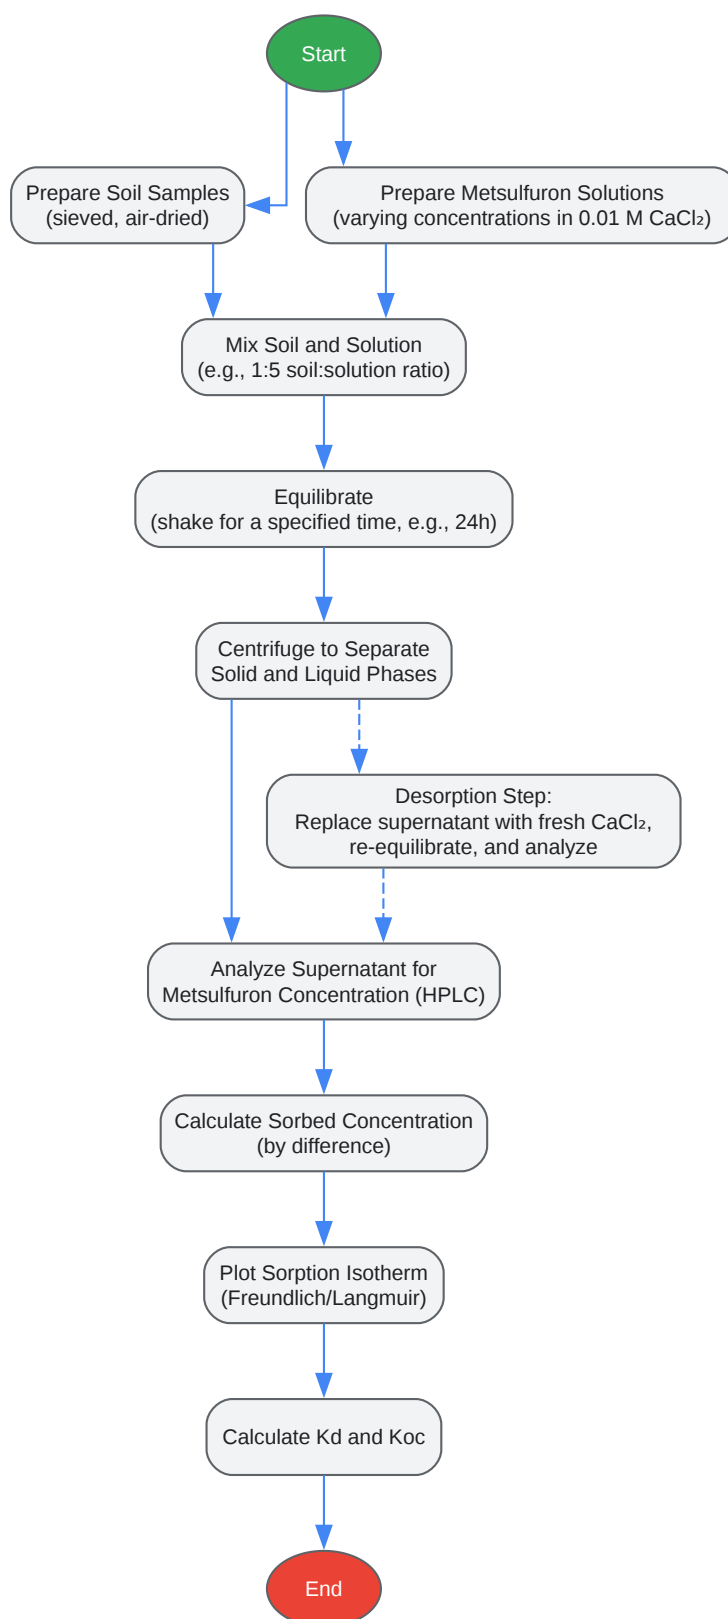 Start
Prepare Soil Samples
(sieved, air-dried)
Prepare Metsulfuron Solutions
(varying concentrations in 0.01 M CaCl₂)
Mix Soil and Solution
(e.g., 1:5 soil:solution ratio)
Equilibrate
(shake for a specified time, e.g., 24h)
Centrifuge to Separate
Solid and Liquid Phases
Desorption Step:
Replace supernatant with fresh CaCl₂,
re-equilibrate, and analyze
Analyze Supernatant for
Metsulfuron Concentration (HPLC)
Calculate Sorbed Concentration
(by difference)
Plot Sorption Isotherm
(Freundlich/Langmuir)
Calculate Kd and Koc
End